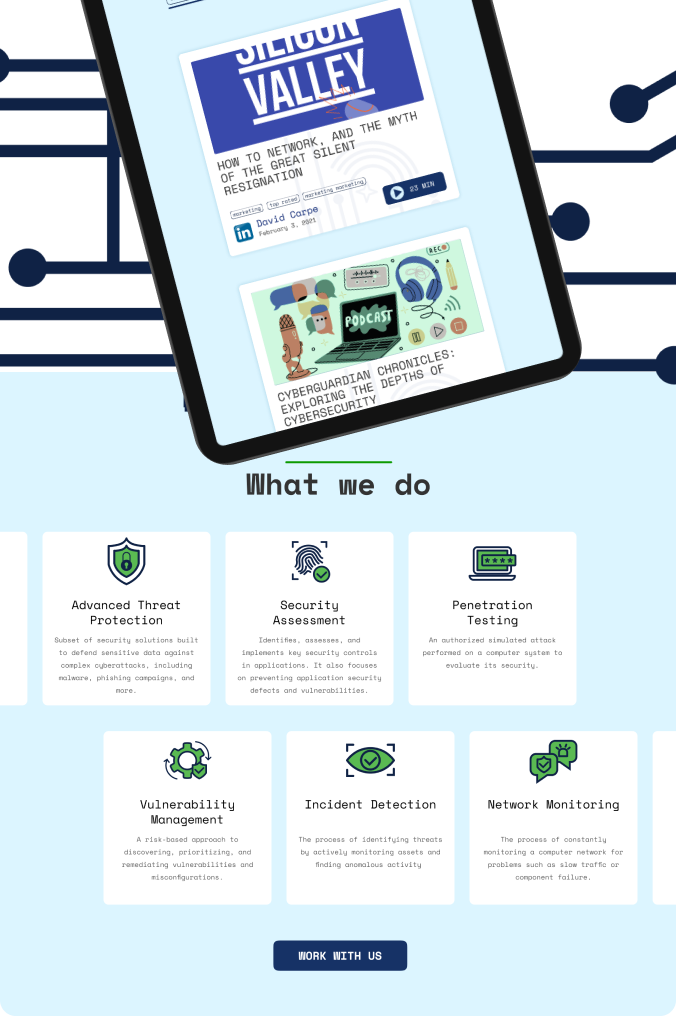 SILICON
VALLEY
HOW TO NETWORK, AND THE MYTH
OF THE GREAT SILENT
RESIGNATION
marketing top rated marketing marketing
in David Carpe
February 3, 2021
23 MIN
REC
PODCAST
CYBERGUARDIAN CHRONICLES:
EXPLORING THE DEPTHS OF
CYBERSECURITY
What we do
Advanced Threat
Protection
Subset of security solutions built
to defend sensitive data against
complex cyberattacks, including
malware, phishing campaigns, and
more.
Security
Assessment
Identifies, assesses, and
implements key security controls
in applications. It also focuses
on preventing application security
defects and vulnerabilities.
Penetration
Testing
An authorized simulated attack
performed on a computer system to
evaluate its security.
Vulnerability
Management
A risk-based approach to
discovering, prioritizing, and
remediating vulnerabilities and
misconfigurations.
Incident Detection
The process of identifying threats
by actively monitoring assets and
finding anomalous activity
Network Monitoring
The process of constantly
monitoring a computer network for
problems such as slow traffic or
component failure.
WORK WITH US